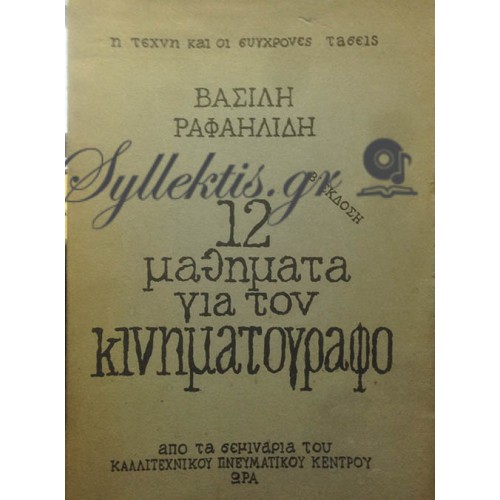 η τεχνη και οι συγχρονες τασεις
ΒΑΣΙΛΗ
ΡΑΦΑΗΛΙΔΗ
Syllektis.gr
Β΄ ΕΚΔΟΣΗ
12
μαθηματα
για τον
κινηματογραφο
απο τα σεμινάρια του
ΚΑΛΛΙΤΕΧΝΙΚΟΥ ΠΝΕΥΜΑΤΙΚΟΥ ΚΕΝΤΡΟΥ
ΩΡΑ